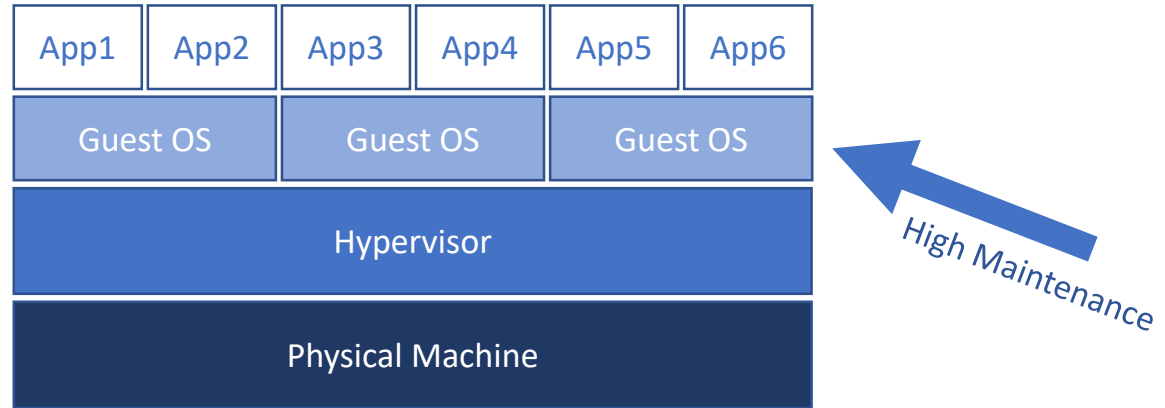 App1 App2 App3 App4 App5 App6
Guest OS Guest OS Guest OS
High Maintenance
Hypervisor
Physical Machine